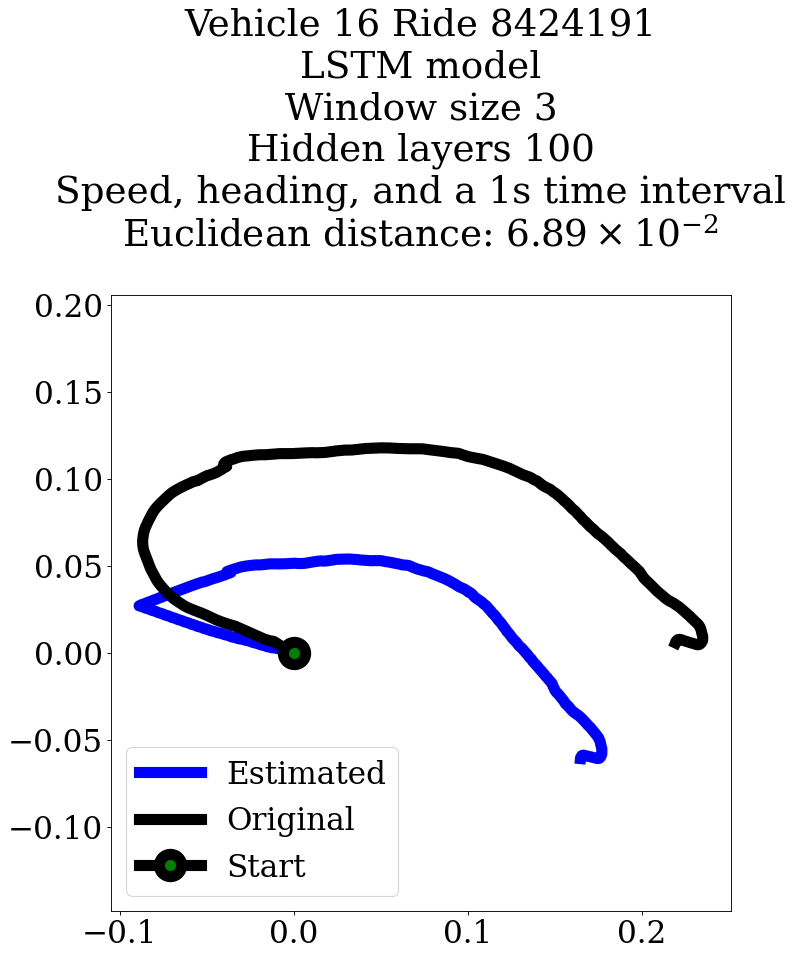 Vehicle 16 Ride 8424191
LSTM model
Window size 3
Hidden layers 100
Speed, heading, and a 1s time interval
Euclidean distance: 6.89 × 10⁻²
0.20
0.15
0.10
0.05
0.00
−0.05
−0.10
Estimated
Original
Start
−0.1
0.0
0.1
0.2